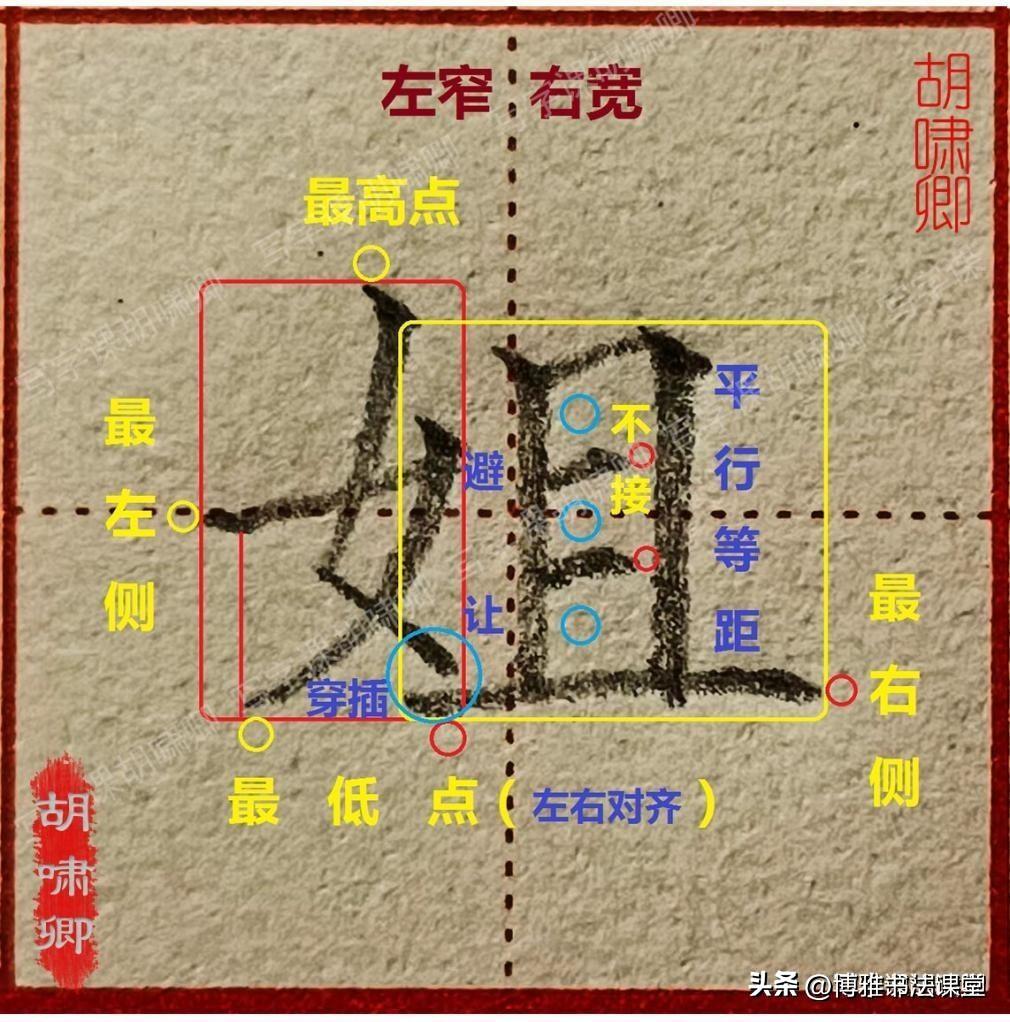 左窄 右宽
胡啸卿
最高点
最左侧
姐
避让
不接
平行等距
最右侧
穿插
最低点(左右对齐)
胡啸卿
头条 @博雅书法课堂